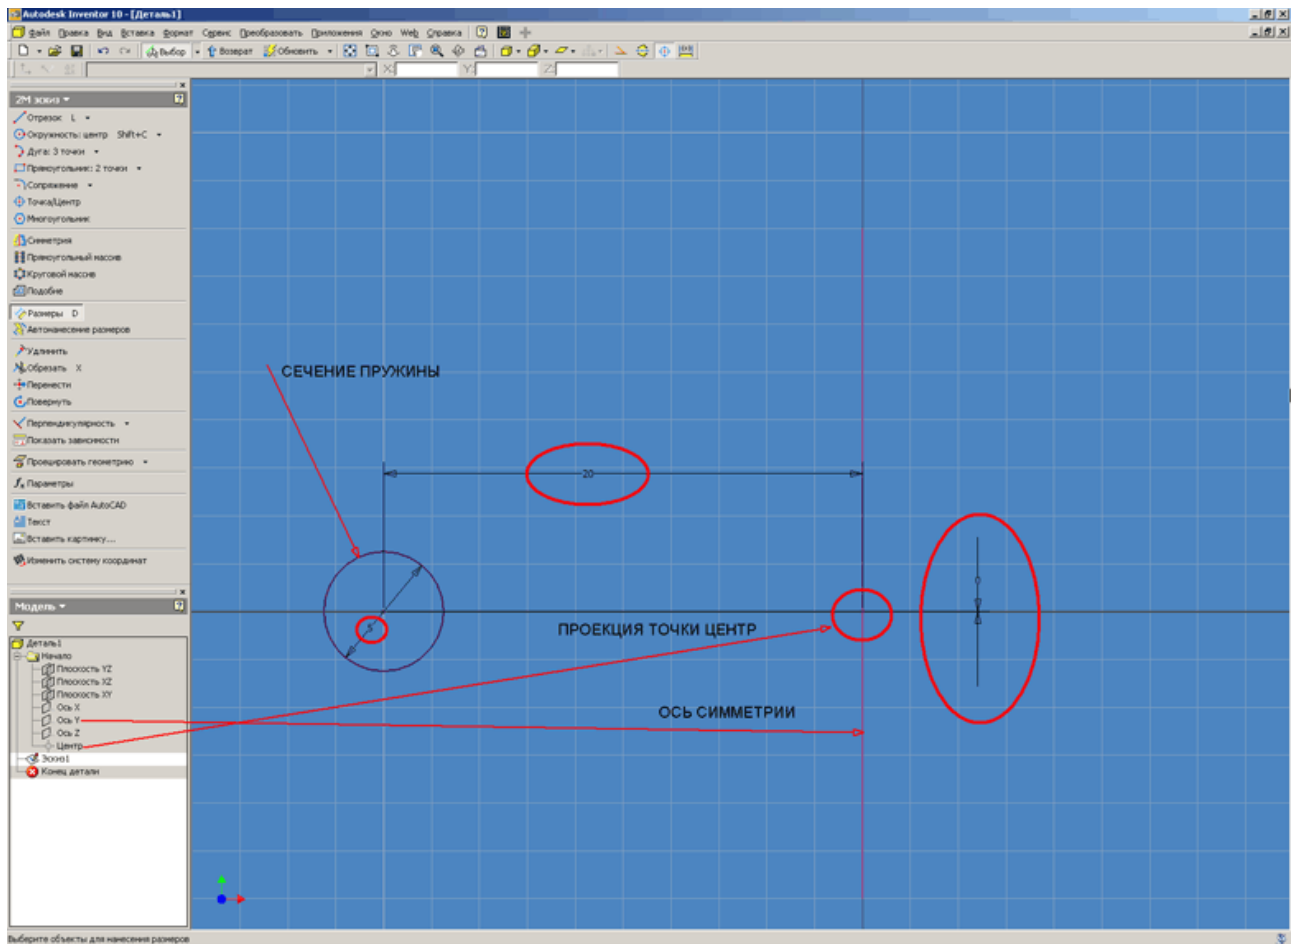 Autodesk Inventor 10 - [Деталь1]
Файл Правка Вид Вставка Формат Сервис Преобразовать Приложения Окно Web Справка
Выбор Возврат Обновить
X: Y: Z:
2М эскиз
Отрезок L
Окружность: центр Shift+C
Дуга: 3 точки
Прямоугольник: 2 точки
Сопряжение
Точка/Центр
Многоугольник
Симметрия
Прямоугольный массив
Круговой массив
Подобие
Размеры D
Автонанесение размеров
Удлинить
Обрезать X
Перенести
Повернуть
Перпендикулярность
Показать зависимости
Проецировать геометрию
fx Параметры
Вставить файл AutoCAD
Текст
Вставить картинку...
Изменить систему координат
СЕЧЕНИЕ ПРУЖИНЫ
20
0
5
ПРОЕКЦИЯ ТОЧКИ ЦЕНТР
ОСЬ СИММЕТРИИ
Модель
Деталь1
Начало
Плоскость YZ
Плоскость XZ
Плоскость XY
Ось X
Ось Y
Ось Z
Центр
Эскиз1
Конец детали
Выберите объекты для нанесения размеров